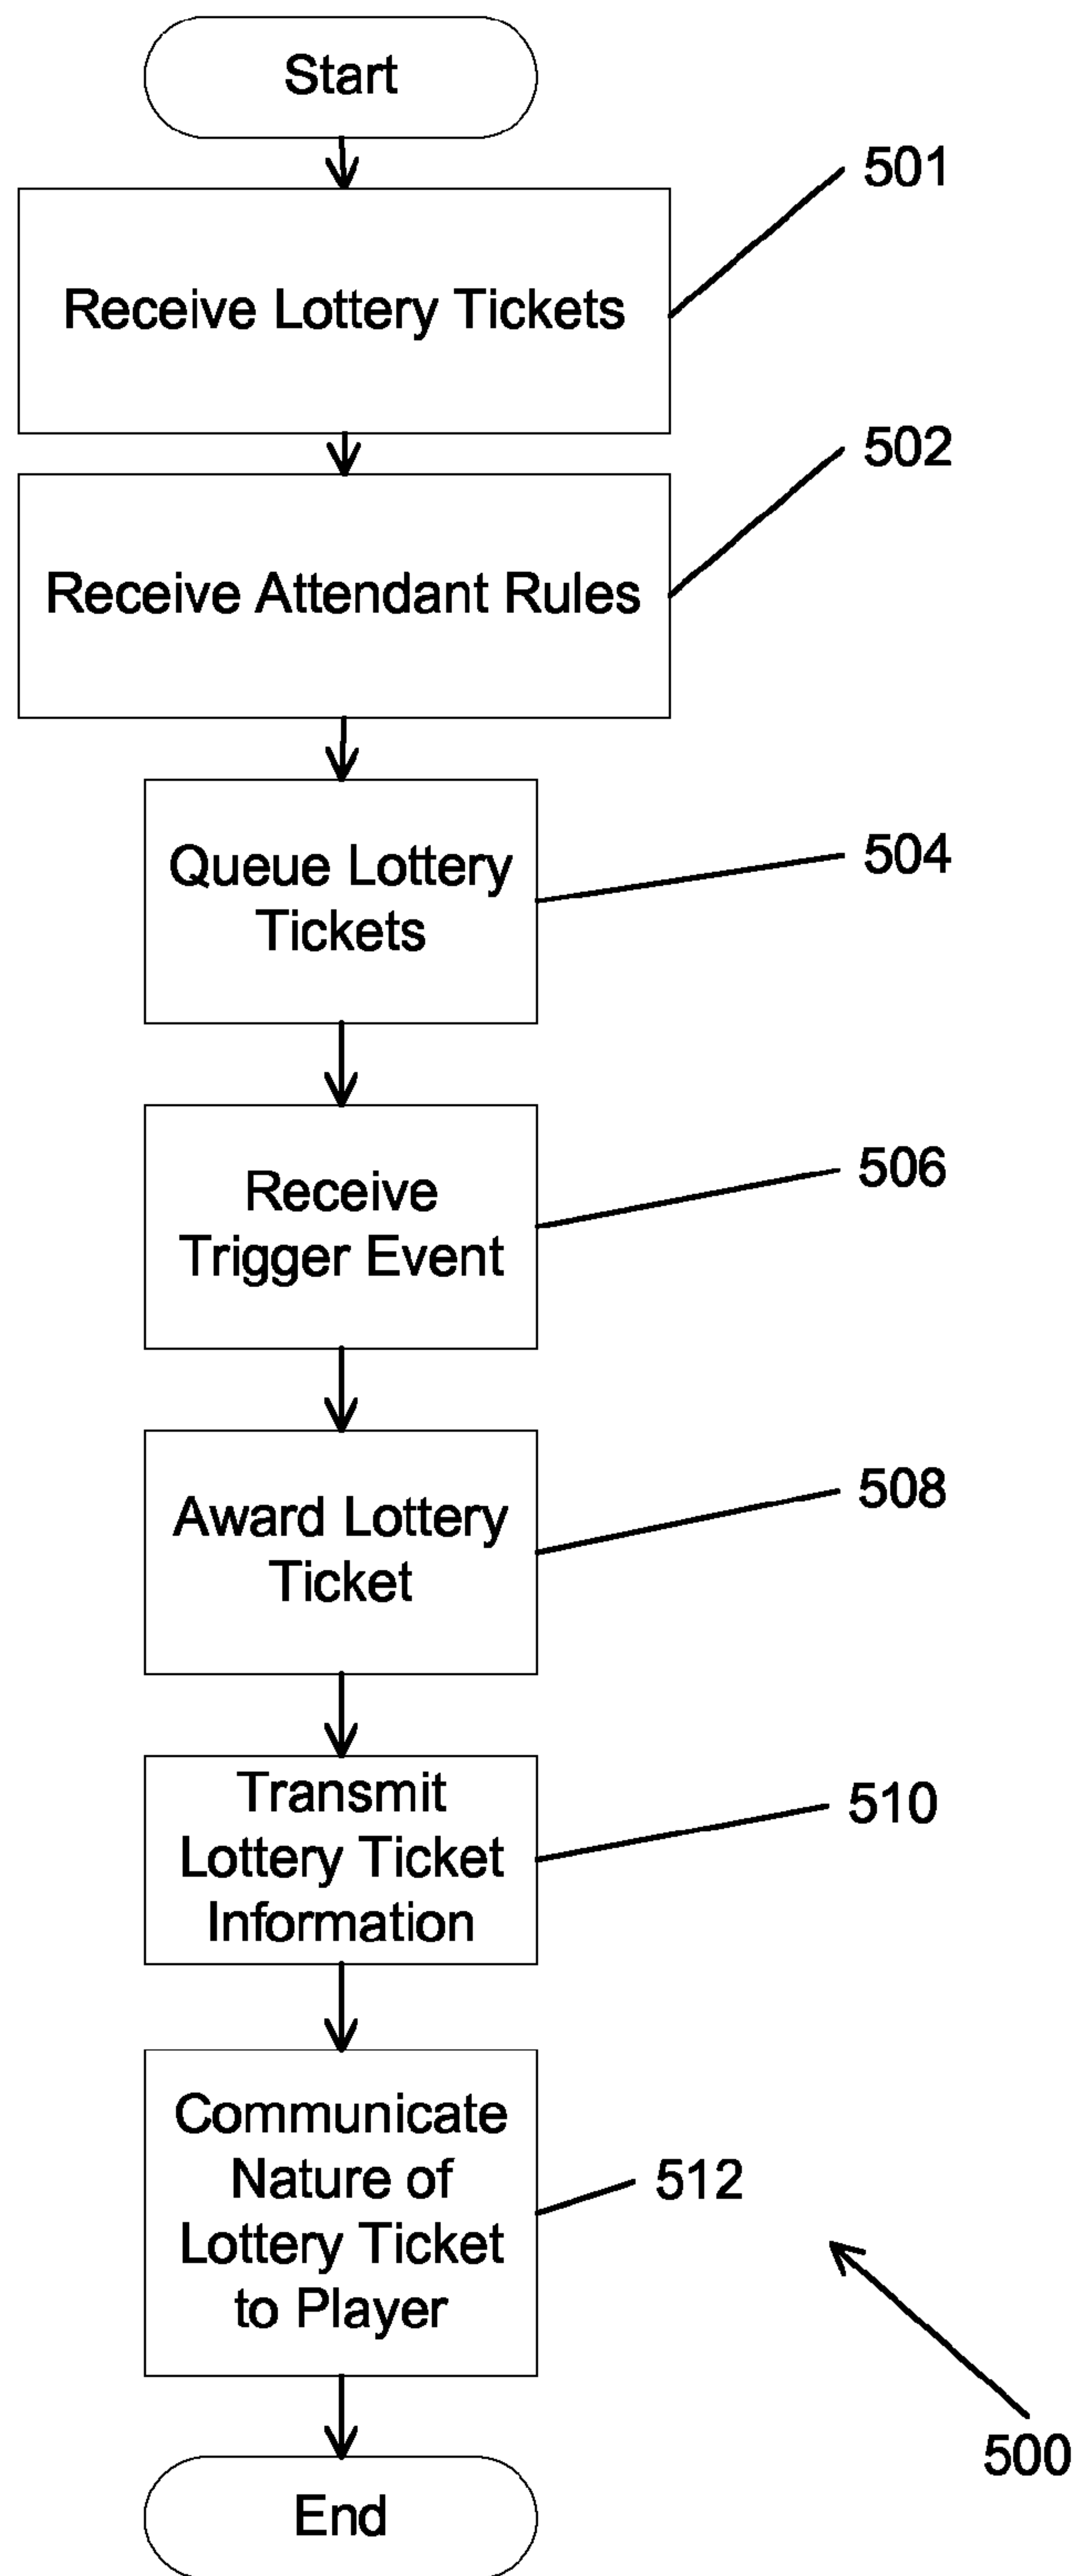 Start
501
Receive Lottery Tickets
502
Receive Attendant Rules
504
Queue Lottery
Tickets
506
Receive
Trigger Event
508
Award Lottery
Ticket
510
Transmit
Lottery Ticket
Information
512
Communicate
Nature of
Lottery Ticket
to Player
500
End